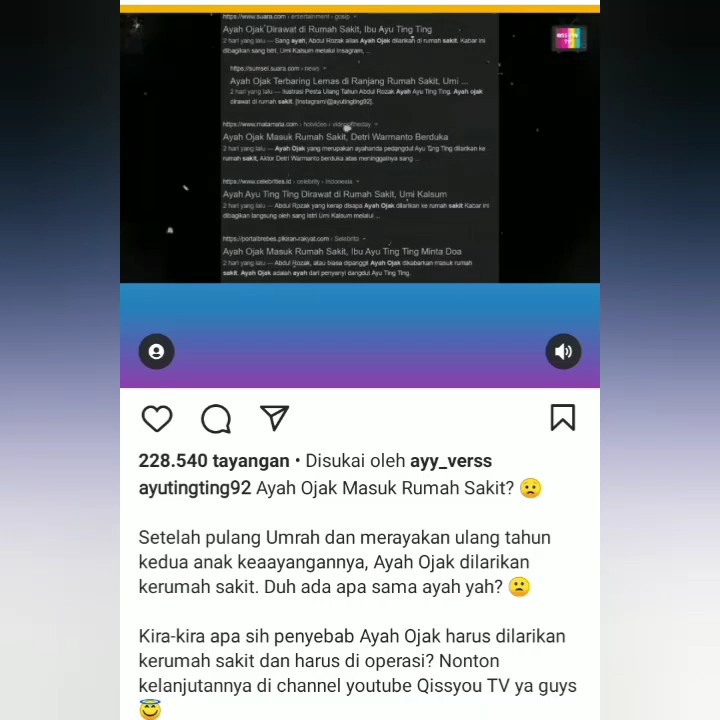 https://www.suara.com › entertainment › gosip
Ayah Ojak Dirawat di Rumah Sakit, Ibu Ayu Ting Ting
2 hari yang lalu — Sang ayah, Abdul Rozak alias Ayah Ojak dilarikan di rumah sakit. Kabar ini
dibagikan sang istri, Umi Kalsum melalui Insagram, ...
https://sumsel.suara.com › news
Ayah Ojak Terbaring Lemas di Ranjang Rumah Sakit, Umi ...
2 hari yang lalu — Ilustrasi Pesta Ulang Tahun Abdul Rozak Ayah Ayu Ting Ting. Ayah ojak
dirawat di rumah sakit. [Instagram/@ayutingting92].
https://www.matamata.com › hotvideo › videooftheday
Ayah Ojak Masuk Rumah Sakit, Detri Warmanto Berduka
2 hari yang lalu — Ayah Ojak yang merupakan ayahanda pedangdut Ayu Ting Ting dilarikan ke
rumah sakit, Aktor Detri Warmanto berduka atas meninggalnya sang ...
https://www.celebrities.id › celebrity › Indonesia
Ayah Ayu Ting Ting Dirawat di Rumah Sakit, Umi Kalsum
2 hari yang lalu — Abdul Rozak yang kerap disapa Ayah Ojak dilarikan se rumah sakit Kabar ini
dibagikan langsung oleh sang istri Umi Kalsum melalui ...
https://portalbrebes.pikiran-rakyat.com › Selebrita
Ayah Ojak Masuk Rumah Sakit, Ibu Ayu Ting Ting Minta Doa
2 hari yang lalu — Abdul Rozak, atau biasa dipanggil Ayah Ojak dikabarkan masuk rumah
sakit. Ayah Ojak adalah ayah dari penyanyi dangdut Ayu Ting Ting.
228.540 tayangan • Disukai oleh ayy_verss
ayutingting92 Ayah Ojak Masuk Rumah Sakit? 😟
Setelah pulang Umrah dan merayakan ulang tahun
kedua anak keaayangannya, Ayah Ojak dilarikan
kerumah sakit. Duh ada apa sama ayah yah? 😟
Kira-kira apa sih penyebab Ayah Ojak harus dilarikan
kerumah sakit dan harus di operasi? Nonton
kelanjutannya di channel youtube Qissyou TV ya guys
😇